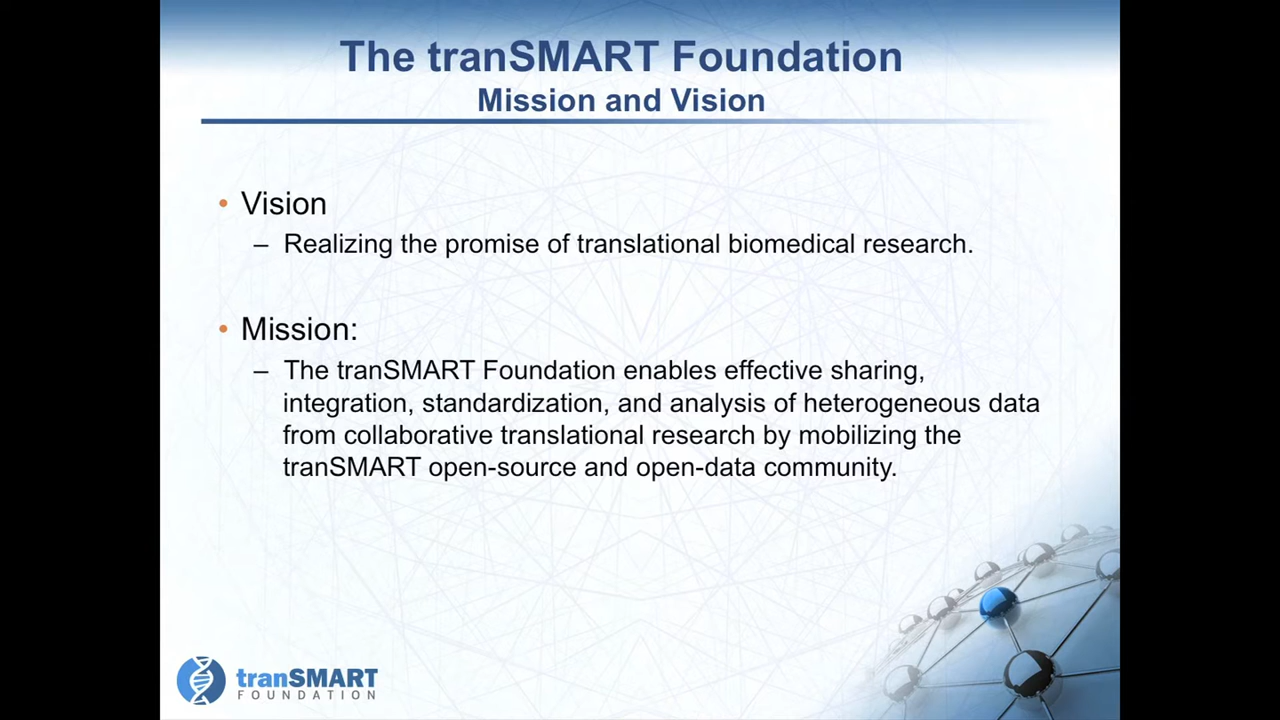 The tranSMART Foundation
Mission and Vision
• Vision
– Realizing the promise of translational biomedical research.
• Mission:
– The tranSMART Foundation enables effective sharing,
integration, standardization, and analysis of heterogeneous data
from collaborative translational research by mobilizing the
tranSMART open-source and open-data community.
tranSMART
FOUNDATION